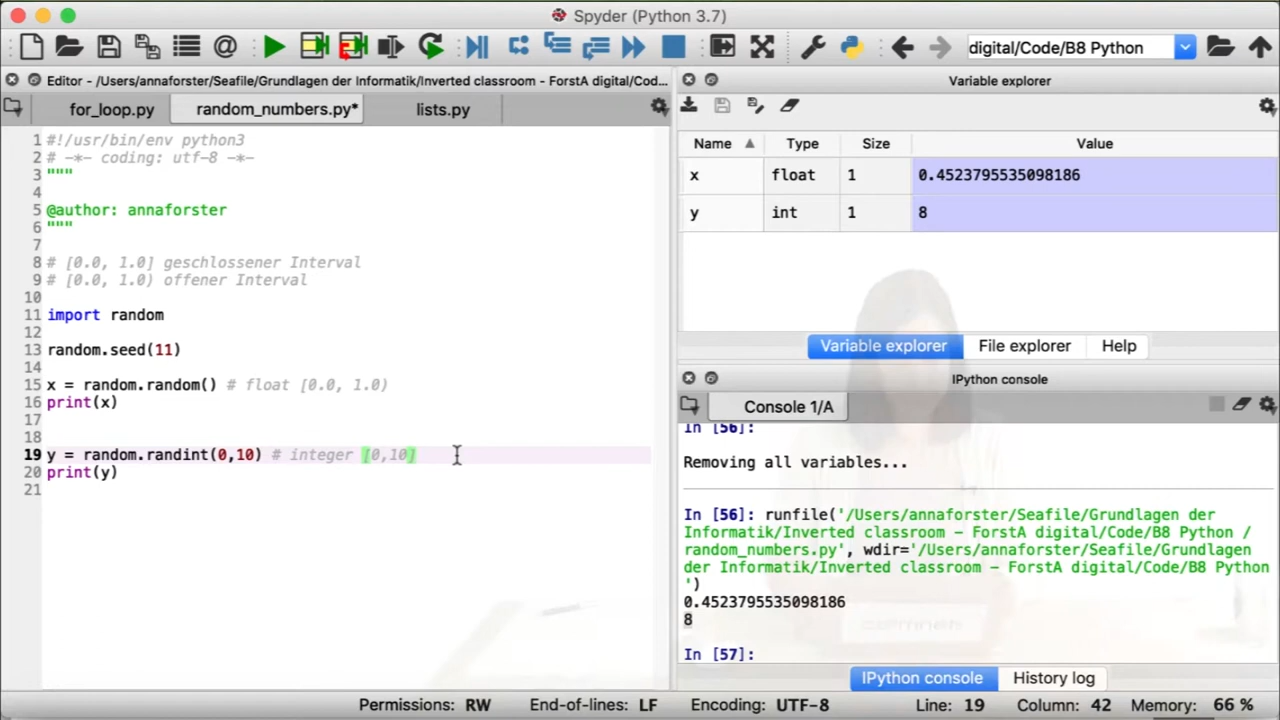 Spyder (Python 3.7)
digital/Code/B8 Python
Editor - /Users/annaforster/Seafile/Grundlagen der Informatik/Inverted classroom - ForstA digital/Cod...
for_loop.py
random_numbers.py*
lists.py
1 #!/usr/bin/env python3
2 # -*- coding: utf-8 -*-
3 """
4
5 @author: annaforster
6 """
7
8 # [0.0, 1.0] geschlossener Interval
9 # [0.0, 1.0) offener Interval
10
11 import random
12
13 random.seed(11)
14
15 x = random.random() # float [0.0, 1.0)
16 print(x)
17
18
19 y = random.randint(0,10) # integer [0,10]
20 print(y)
21
Variable explorer
Name Type Size Value
x float 1 0.4523795535098186
y int 1 8
Variable explorer File explorer Help
IPython console
Console 1/A
In [56]:
Removing all variables...
In [56]: runfile('/Users/annaforster/Seafile/Grundlagen der
Informatik/Inverted classroom - ForstA digital/Code/B8 Python /
random_numbers.py', wdir='/Users/annaforster/Seafile/Grundlagen
der Informatik/Inverted classroom - ForstA digital/Code/B8 Python
')
0.4523795535098186
8
In [57]:
IPython console History log
Permissions: RW End-of-lines: LF Encoding: UTF-8 Line: 19 Column: 42 Memory: 66 %